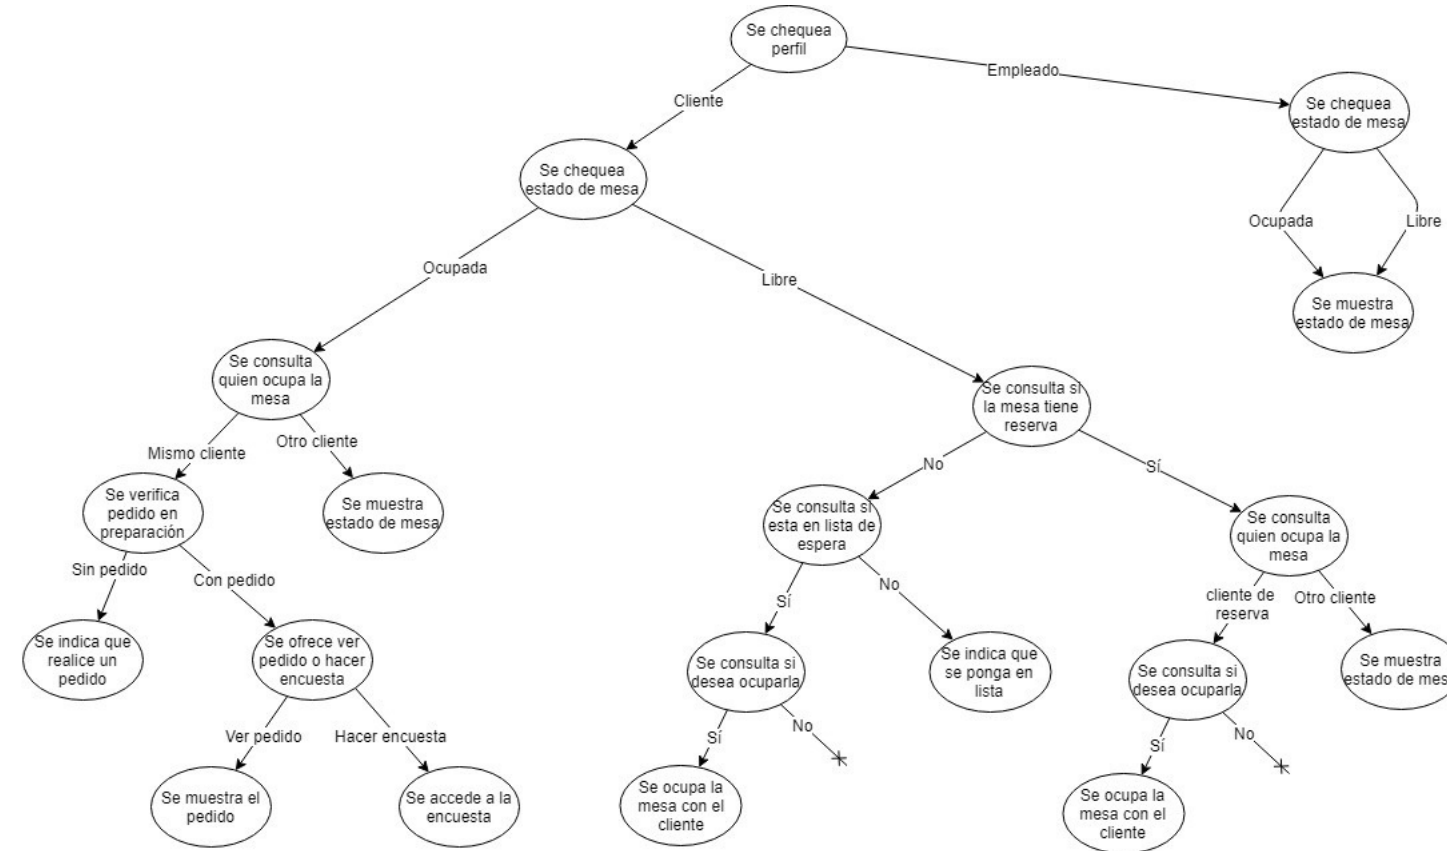 Se chequea
perfil
Empleado
Cliente
Se chequea
estado de mesa
Se chequea
estado de mesa
Ocupada
Libre
Se muestra
estado de mesa
Ocupada
Libre
Se consulta
quien ocupa la
mesa
Se consulta si
la mesa tiene
reserva
Mismo cliente
Otro cliente
No
Sí
Se verifica
pedido en
preparación
Se muestra
estado de mesa
Se consulta si
esta en lista de
espera
Se consulta
quien ocupa la
mesa
Sin pedido
Con pedido
Sí
No
cliente de
reserva
Otro cliente
Se indica que
realice un
pedido
Se ofrece ver
pedido o hacer
encuesta
Se consulta si
desea ocuparla
Se indica que
se ponga en
lista
Se consulta si
desea ocuparla
Se muestra
estado de mes
Ver pedido
Hacer encuesta
Sí
No
Sí
No
Se muestra el
pedido
Se accede a la
encuesta
Se ocupa la
mesa con el
cliente
Se ocupa la
mesa con el
cliente